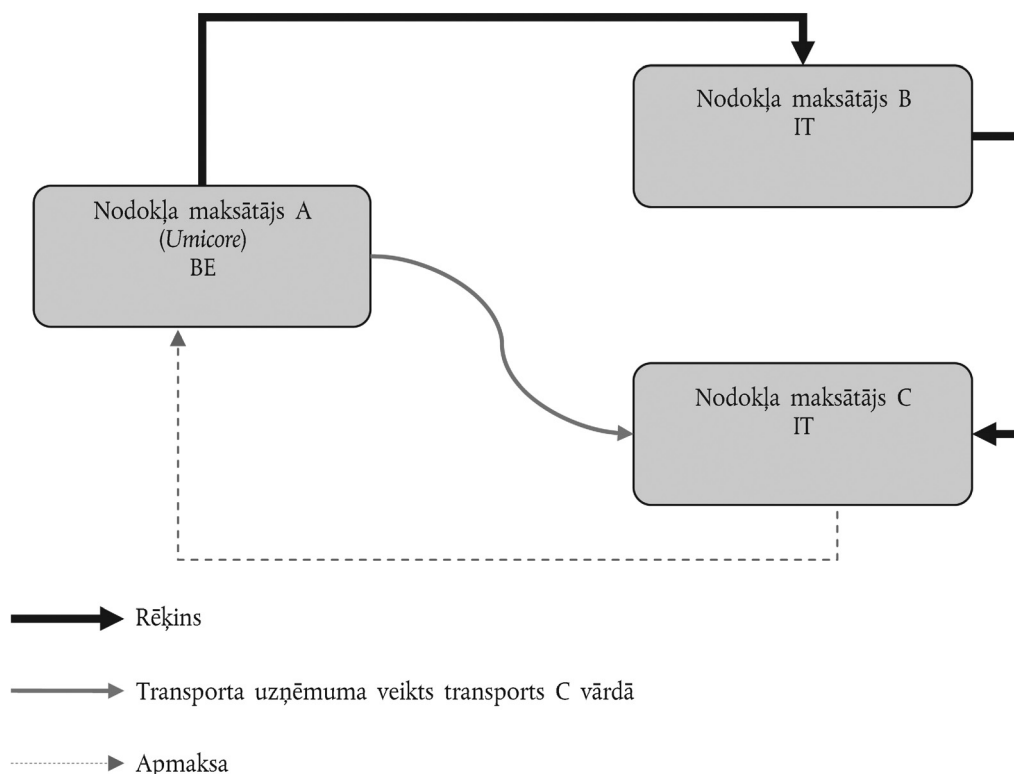 Nodokļa maksātājs B
IT
Nodokļa maksātājs A
(Umicore)
BE
Nodokļa maksātājs C
IT
Rēķins
Transporta uzņēmuma veikts transports C vārdā
Apmaksa